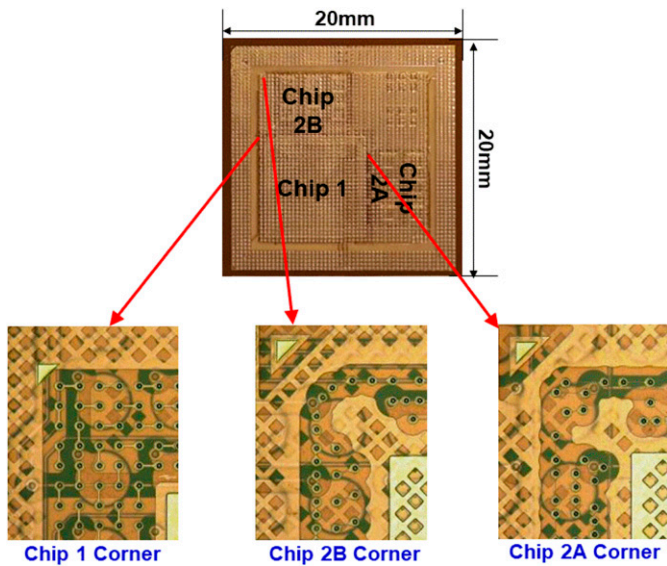 20mm
20mm
Chip
2B
Chip 1
Chip
2A
Chip 1 Corner
Chip 2B Corner
Chip 2A Corner